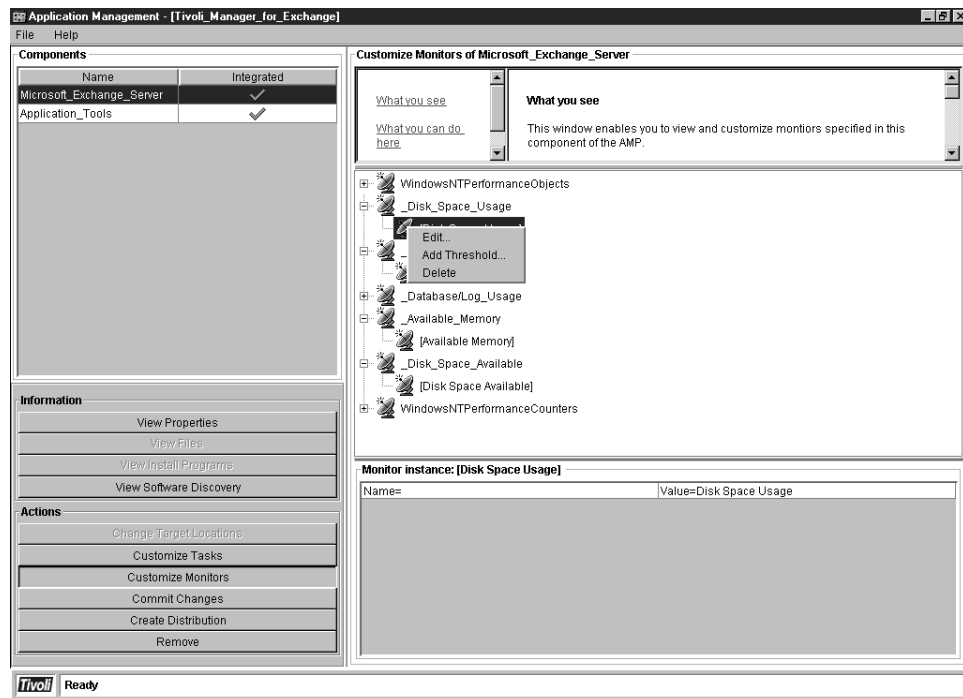 Application Management - [Tivoli_Manager_for_Exchange]
File Help
Components
Name Integrated
Microsoft_Exchange_Server
Application_Tools
Information
View Properties
View Files
View Install Programs
View Software Discovery
Actions
Change Target Locations
Customize Tasks
Customize Monitors
Commit Changes
Create Distribution
Remove
Customize Monitors of Microsoft_Exchange_Server
What you see
What you can do
here
What you see
This window enables you to view and customize montiors specified in this
component of the AMP.
WindowsNTPerformanceObjects
_Disk_Space_Usage
Edit...
Add Threshold...
Delete
_Database/Log_Usage
_Available_Memory
[Available Memory]
_Disk_Space_Available
[Disk Space Available]
WindowsNTPerformanceCounters
Monitor instance: [Disk Space Usage]
Name= Value=Disk Space Usage
Tivoli Ready